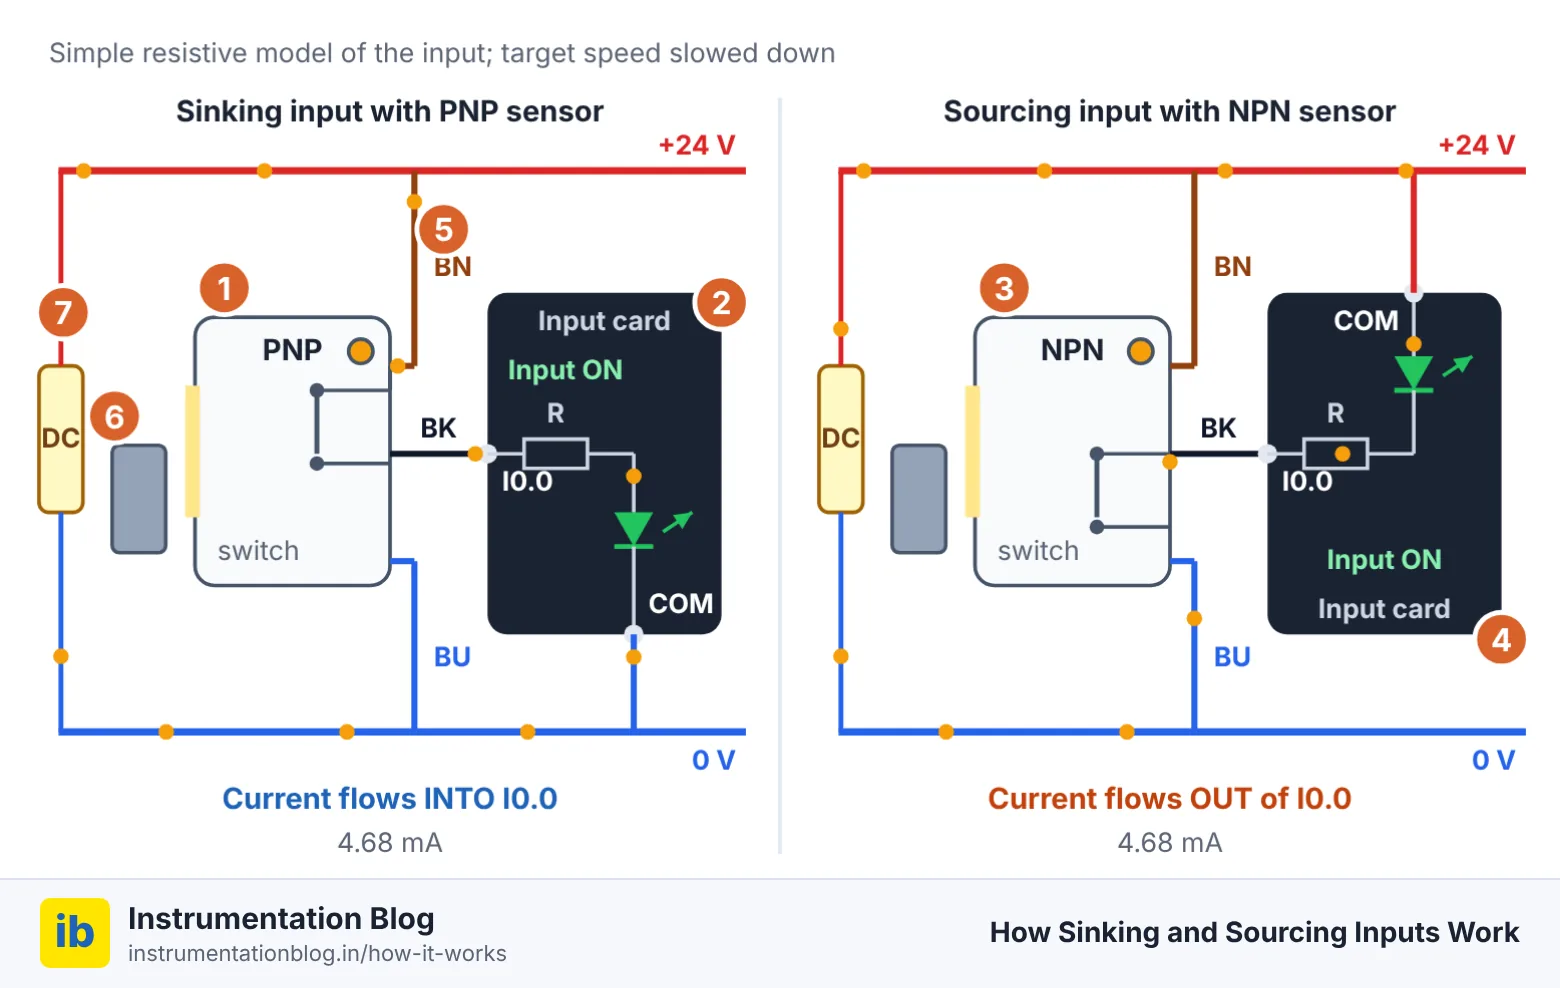 Simple resistive model of the input; target speed slowed down
Sinking input with PNP sensor
+24 V
5
BN
1
7
2
PNP
Input card
Input ON
6
DC
BK
R
I0.0
switch
COM
BU
0 V
Current flows INTO I0.0
4.68 mA
Sourcing input with NPN sensor
+24 V
BN
3
NPN
COM
DC
BK
R
I0.0
switch
Input ON
Input card
4
BU
0 V
Current flows OUT of I0.0
4.68 mA
ib
Instrumentation Blog
instrumentationblog.in/how-it-works
How Sinking and Sourcing Inputs Work